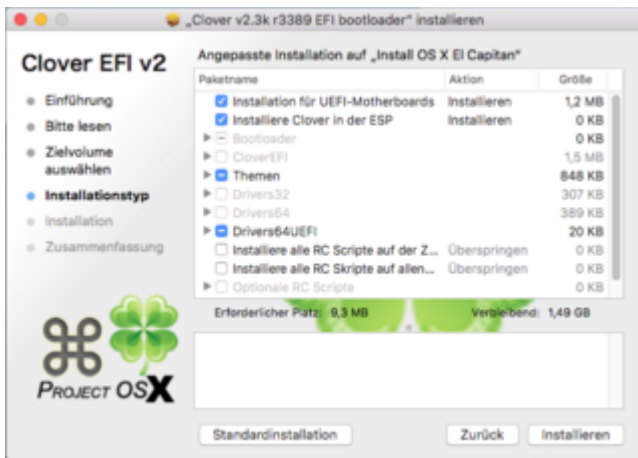 „Clover v2.3k r3389 EFI bootloader“ installieren
Clover EFI v2
Einführung
Bitte lesen
Zielvolume
auswählen
Installationstyp
Installation
Zusammenfassung
PROJECT OSX
Angepasste Installation auf „Install OS X El Capitan“
Paketname Aktion Größe
Installation für UEFI-Motherboards Installieren 1,2 MB
Installiere Clover in der ESP Installieren 0 KB
Bootloader 0 KB
CloverEFI 1,5 MB
Themen 848 KB
Drivers32 307 KB
Drivers64 389 KB
Drivers64UEFI 20 KB
Installiere alle RC Scripte auf der Z... Überspringen 0 KB
Installiere alle RC Skripte auf allen... Überspringen 0 KB
Optionale RC Scripte 0 KB
Erforderlicher Platz: 9,3 MB Verbleibend: 1,49 GB
Standardinstallation Zurück Installieren